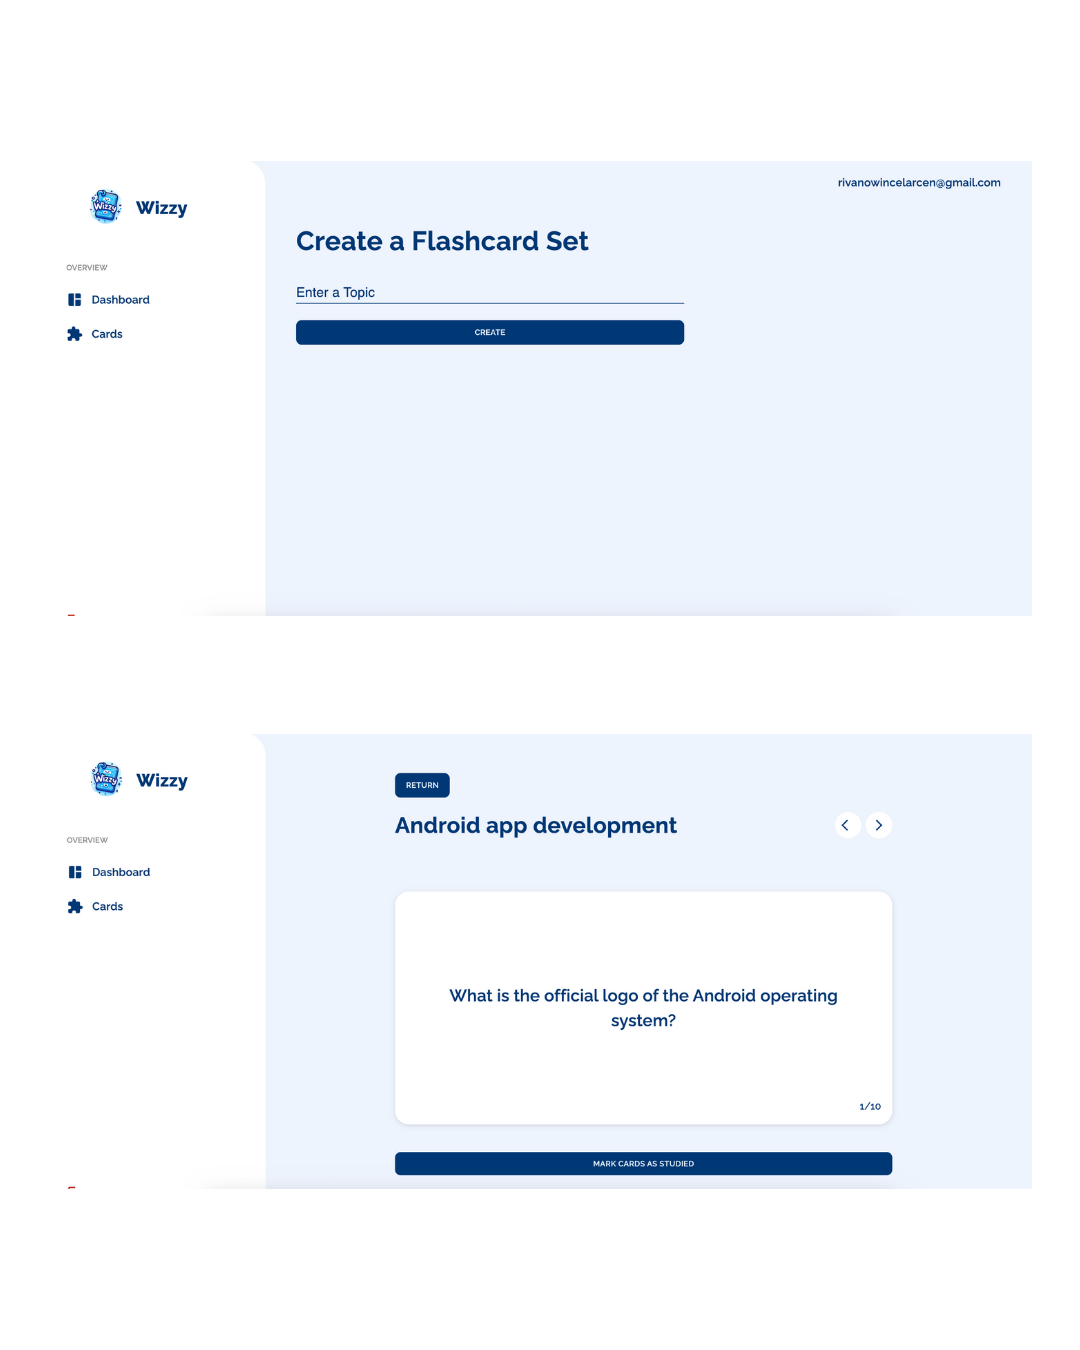 rivanowincelarcen@gmail.com
Wizzy
Wizzy
Create a Flashcard Set
OVERVIEW
Enter a Topic
Dashboard
CREATE
Cards
Wizzy
Wizzy
RETURN
Android app development
OVERVIEW
Dashboard
Cards
What is the official logo of the Android operating
system?
1/10
MARK CARDS AS STUDIED